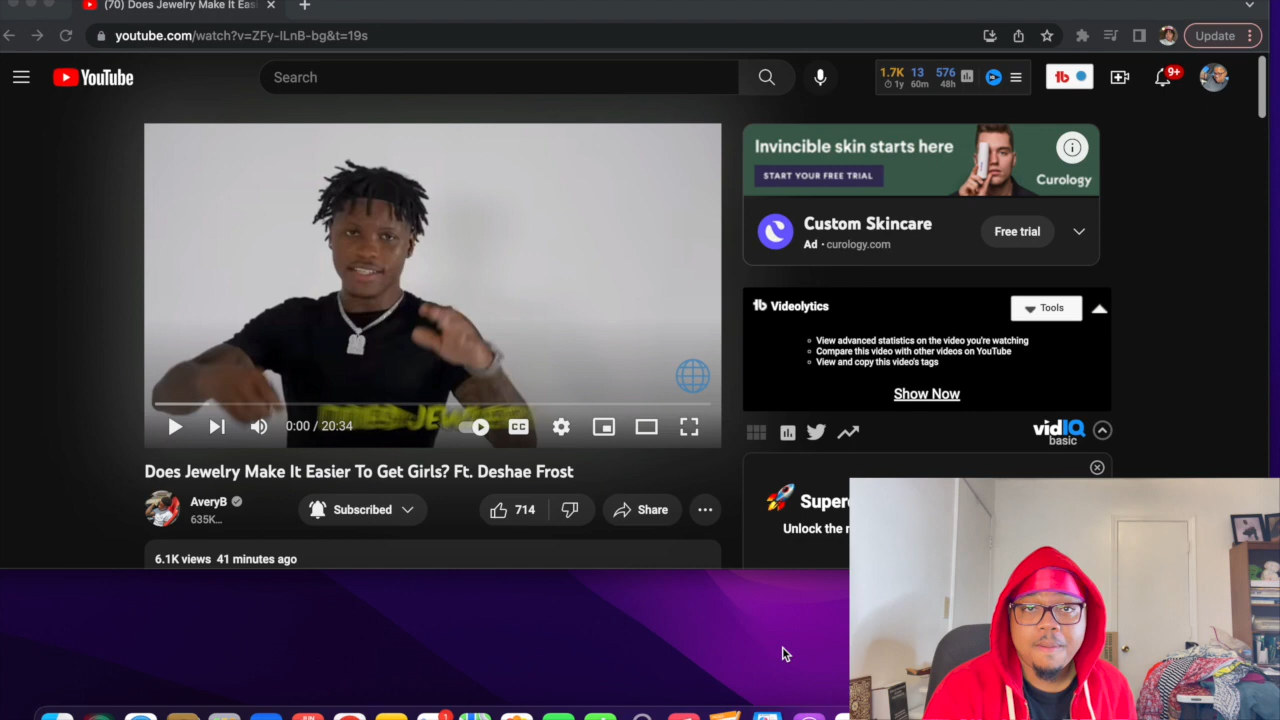 (70) Does Jewelry Make It Eas
youtube.com/watch?v=ZFy-ILnB-bg&t=19s
Update
YouTube
Search
1.7K 13 576
1y 60m 48h
9+
Invincible skin starts here
START YOUR FREE TRIAL
Curology
Custom Skincare
Ad · curology.com
Free trial
Videolytics
Tools
View advanced statistics on the video you're watching
Compare this video with other videos on YouTube
View and copy this video's tags
Show Now
0:00 / 20:34
CC
vidIQ
basic
Does Jewelry Make It Easier To Get Girls? Ft. Deshae Frost
AveryB
635K...
Subscribed
714
Share
Unlock the
6.1K views 41 minutes ago
JUN
1